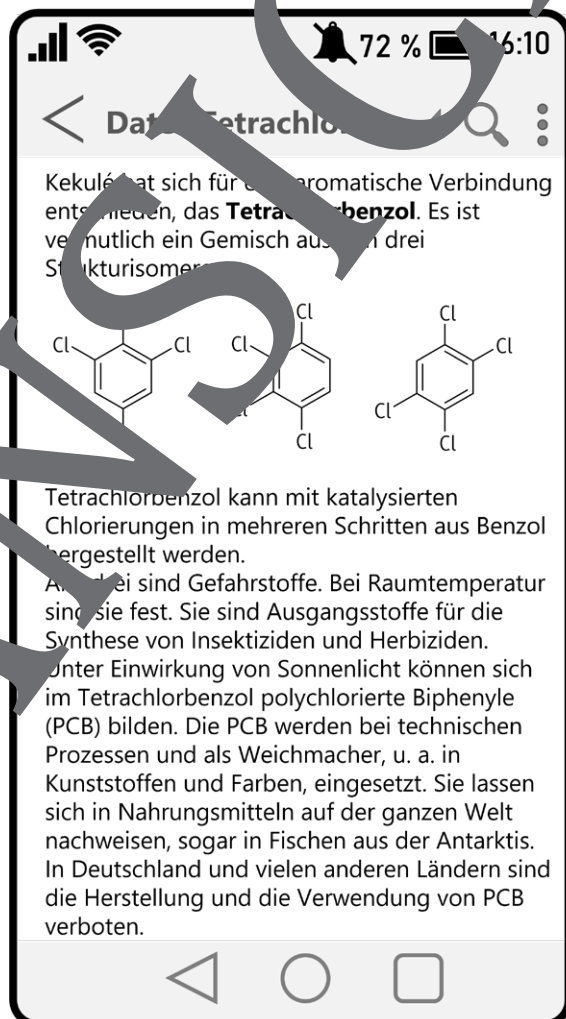 72 % 16:10
Kekulé hat sich für aromatische Verbindung
entschieden, das Tetrachlorbenzol. Es ist
vermutlich ein Gemisch aus drei
Strukturisomeren
Cl Cl Cl Cl Cl Cl
Cl Cl
Cl Cl
Tetrachlorbenzol kann mit katalysierten
Chlorierungen in mehreren Schritten aus Benzol
hergestellt werden.
Alle drei sind Gefahrstoffe. Bei Raumtemperatur
sind sie fest. Sie sind Ausgangsstoffe für die
Synthese von Insektiziden und Herbiziden.
Unter Einwirkung von Sonnenlicht können sich
im Tetrachlorbenzol polychlorierte Biphenyle
(PCB) bilden. Die PCB werden bei technischen
Prozessen und als Weichmacher, u. a. in
Kunststoffen und Farben, eingesetzt. Sie lassen
sich in Nahrungsmitteln auf der ganzen Welt
nachweisen, sogar in Fischen aus der Antarktis.
In Deutschland und vielen anderen Ländern sind
die Herstellung und die Verwendung von PCB
verboten.